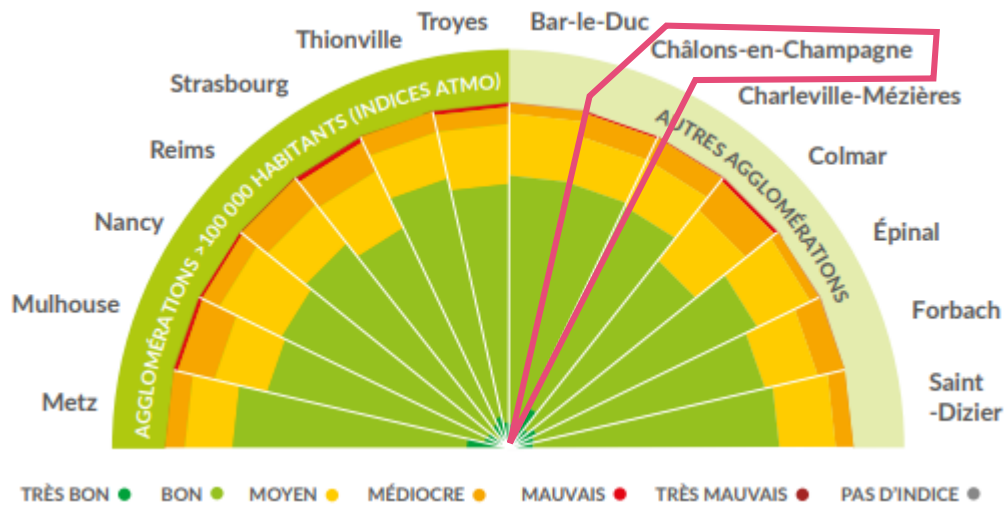 Troyes
Bar-le-Duc
Thionville
Châlons-en-Champagne
Strasbourg
Charleville-Mézières
Reims
Colmar
Nancy
Épinal
Mulhouse
Forbach
Metz
Saint
-Dizier
AGGLOMÉRATIONS >100 000 HABITANTS (INDICES ATMO)
AUTRES AGGLOMÉRATIONS
TRÈS BON
BON
MOYEN
MÉDIOCRE
MAUVAIS
TRÈS MAUVAIS
PAS D'INDICE